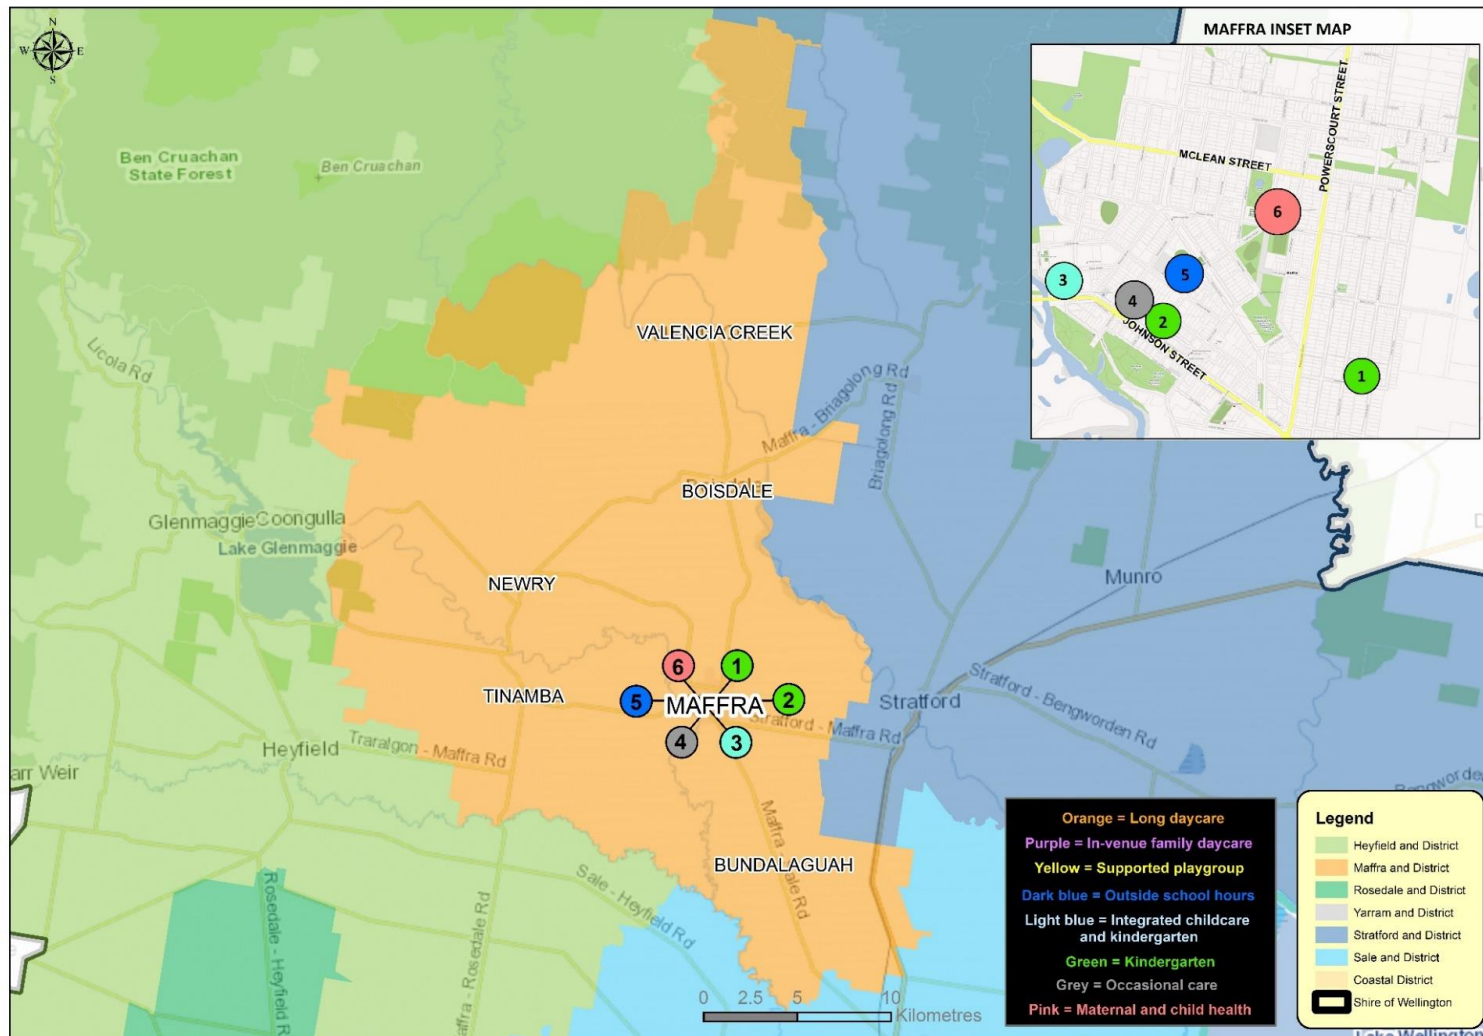 N
W
E
S
MAFFRA INSET MAP
POWERSCOURT STREET
MCLEAN STREET
6
5
3
4
2
JOHNSON STREET
1
Ben Cruachan
State Forest
Ben Cruachan
Licola Rd
VALENCIA CREEK
Maffra - Briagolong Rd
Briagolong Rd
BOISDALE
Glenmaggie
Coongulla
Lake Glenmaggie
NEWRY
Munro
6
1
TINAMBA
5
MAFFRA
2
Stratford
Stratford - Maffra Rd
4
3
Stratford - Bengworden Rd
Heyfield
Traralgon - Maffra Rd
arr Weir
Bengworden
BUNDALAGUAH
Maffra - Sale Rd
Sale - Heyfield Rd
Rosedale - Heyfield R
affra - Rosedale Rd
0
2.5
5
10
Kilometres
Orange = Long daycare
Purple = In-venue family daycare
Yellow = Supported playgroup
Dark blue = Outside school hours
Light blue = Integrated childcare
and kindergarten
Green = Kindergarten
Grey = Occasional care
Pink = Maternal and child health
Legend
Heyfield and District
Maffra and District
Rosedale and District
Yarram and District
Stratford and District
Sale and District
Coastal District
Shire of Wellington
Lake Wellington